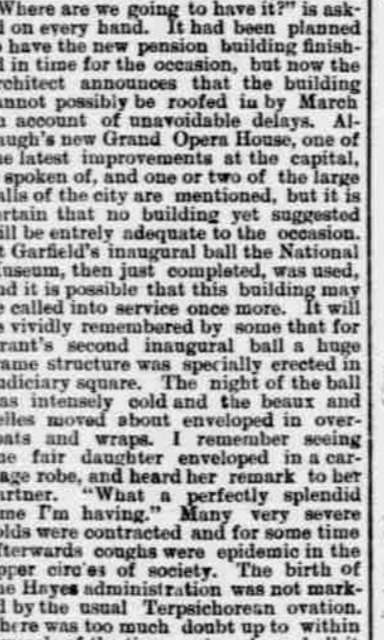 Where are we going to have it?" is ask-
on every hand. It had been planned
have the new pension building finish-
in time for the occasion, but now the
rchitect announces that the building
annot possibly be roofed in by March
account of unavoidable delays. Al-
augh's new Grand Opera House, one of
e latest improvements at the capital,
spoken of, and one or two of the large
alls of the city are mentioned, but it is
ertain that no building yet suggested
ill be entrely adequate to the occasion.
t Garfield's inaugural ball the National
useum, then just completed, was used,
nd it is possible that this building may
called into service once more. It will
vividly remembered by some that for
rant's second inaugural ball a huge
ame structure was specially erected in
udiciary square. The night of the ball
as intensely cold and the beaux and
elles moved about enveloped in over-
oats and wraps. I remember seeing
ne fair daughter enveloped in a car-
age robe, and heard her remark to her
artner. "What a perfectly splendid
me I'm having." Many very severe
olds were contracted and for some time
fterwards coughs were epidemic in the
pper circ'es of society. The birth of
e Hayes administration was not mark-
d by the usual Terpsichorean ovation.
here was too much doubt up to within